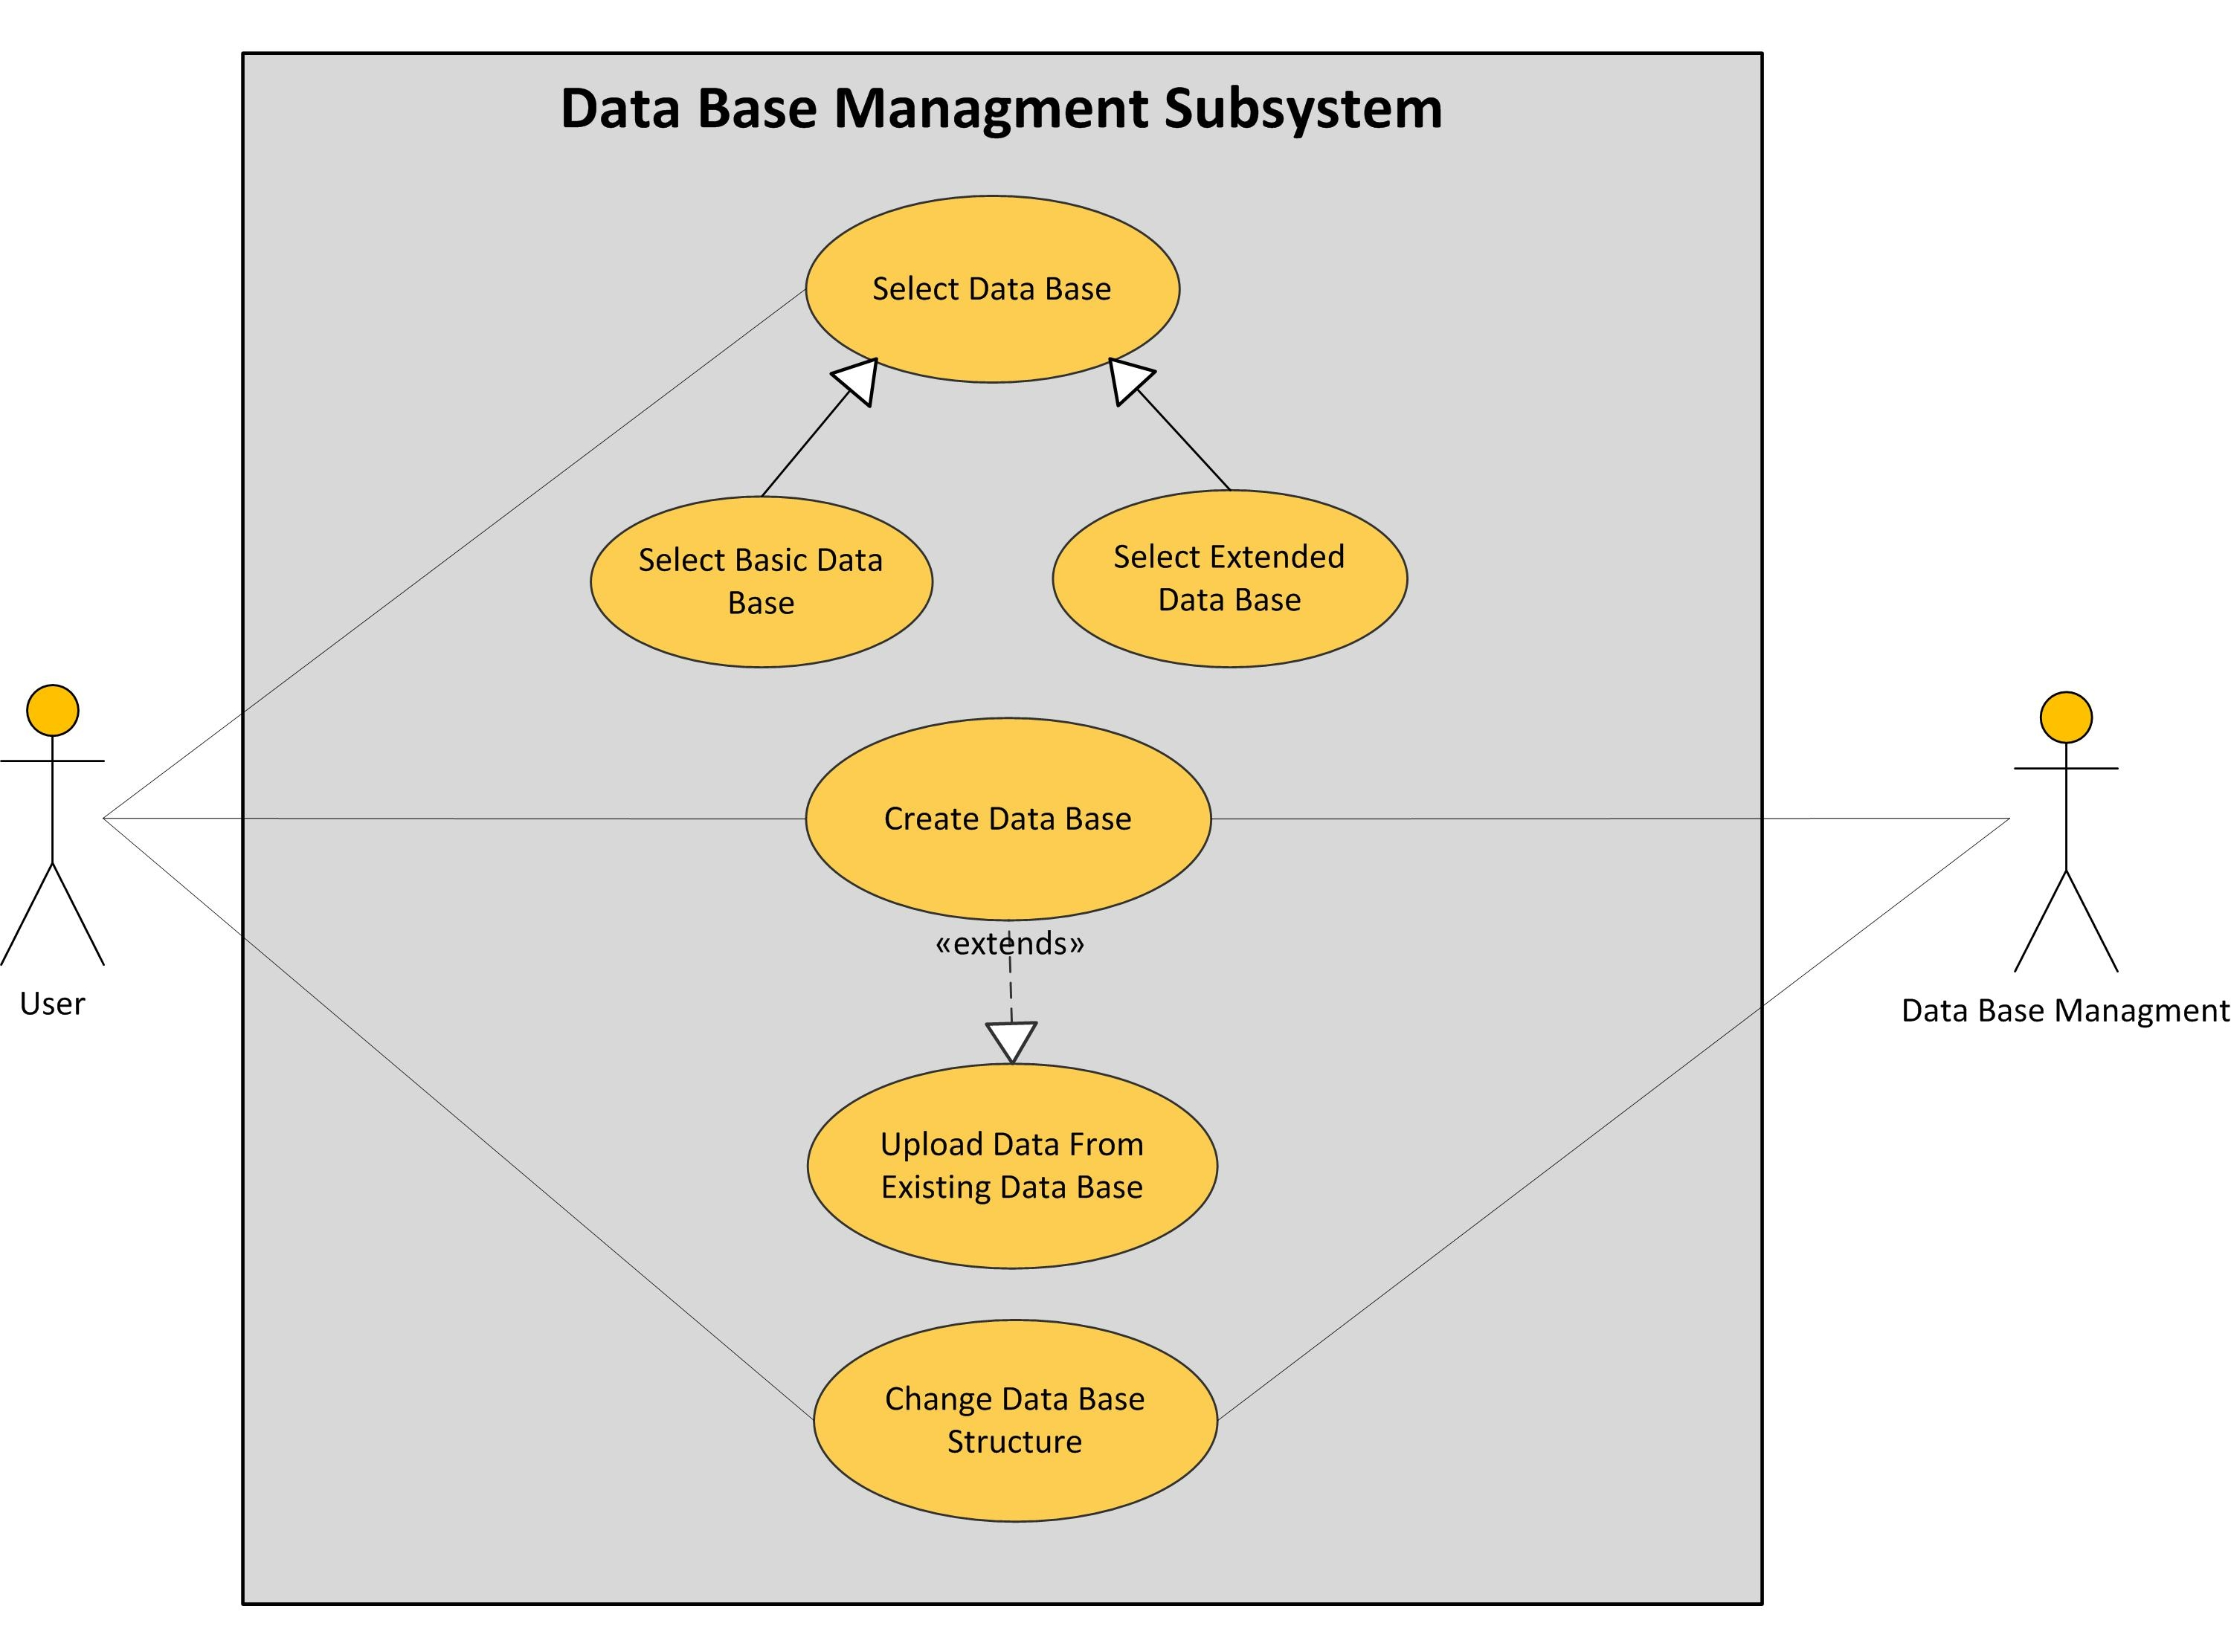 Data Base Managment Subsystem
Select Data Base
Select Basic Data
Base
Select Extended
Data Base
Create Data Base
«extends»
User
Data Base Managment
Upload Data From
Existing Data Base
Change Data Base
Structure